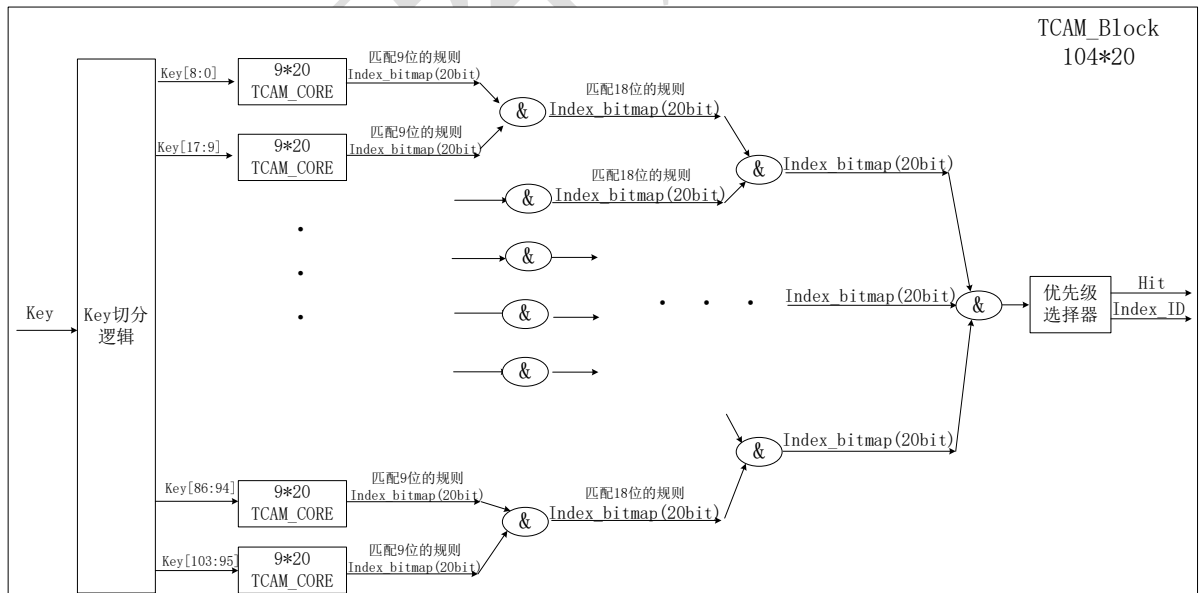 TCAM_Block
104*20
Key
Key切分
逻辑
Key[8:0]
9*20
TCAM_CORE
匹配9位的规则
Index_bitmap(20bit)
&
匹配18位的规则
Index_bitmap(20bit)
Key[17:9]
9*20
TCAM_CORE
匹配9位的规则
Index_bitmap(20bit)
&
匹配18位的规则
Index_bitmap(20bit)
&
Index_bitmap(20bit)
&
&
Index_bitmap(20bit)
&
优先级
选择器
Hit
Index_ID
&
&
Index_bitmap(20bit)
Key[86:94]
9*20
TCAM_CORE
匹配9位的规则
Index_bitmap(20bit)
&
匹配18位的规则
Index_bitmap(20bit)
Key[103:95]
9*20
TCAM_CORE
匹配9位的规则
Index_bitmap(20bit)